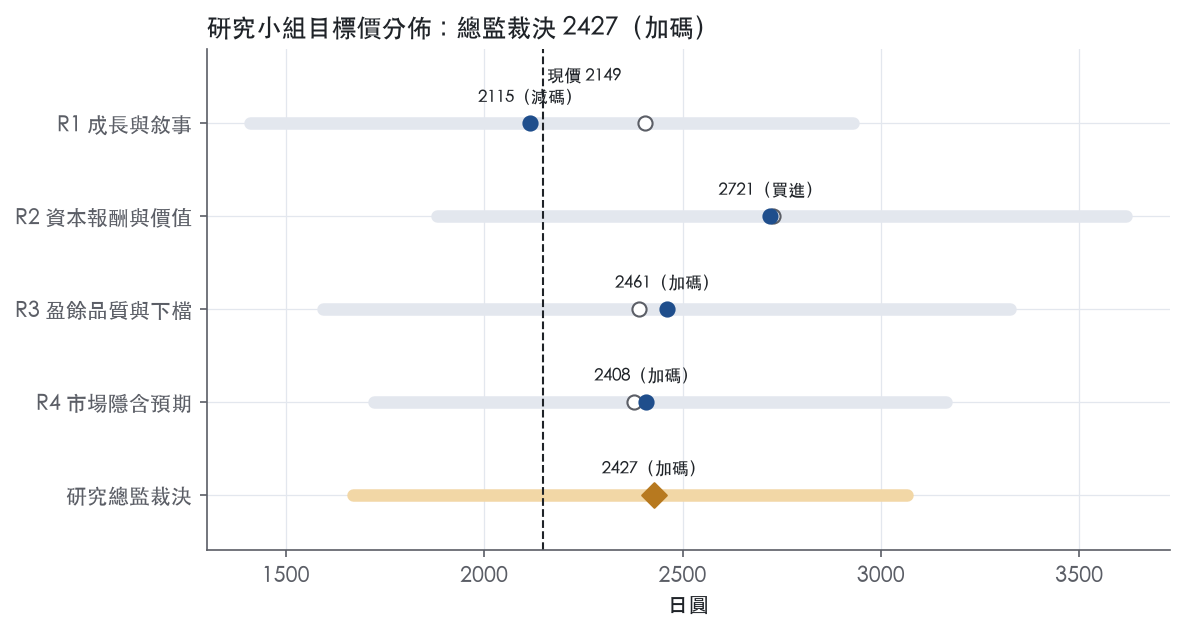 研究小組目標價分佈：總監裁決 2427（加碼）
現價 2149
2115（減碼）
R1 成長與敘事
2721（買進）
R2 資本報酬與價值
2461（加碼）
R3 盈餘品質與下檔
2408（加碼）
R4 市場隱含預期
2427（加碼）
研究總監裁決
1500 2000 2500 3000 3500
日圓